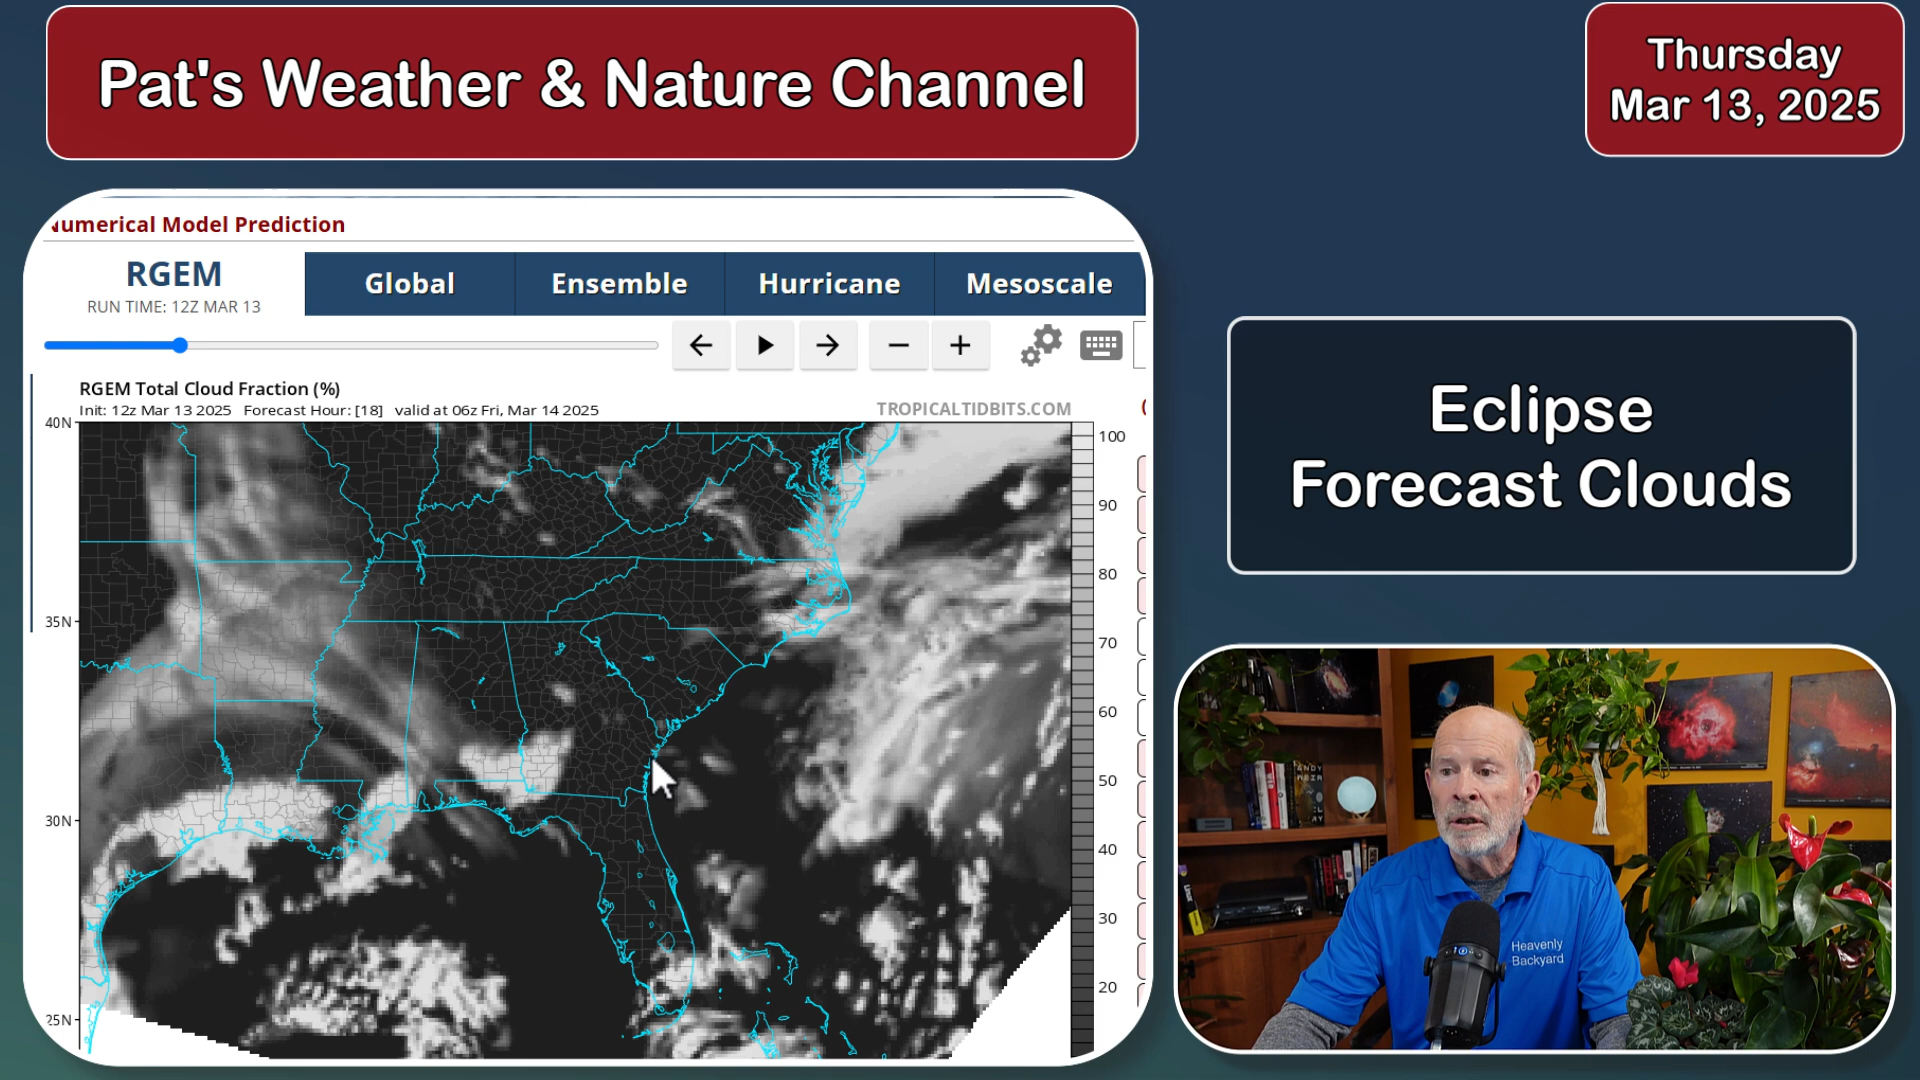 Pat's Weather & Nature Channel
Thursday
Mar 13, 2025
umerical Model Prediction
RGEM
RUN TIME: 12Z MAR 13
Global
Ensemble
Hurricane
Mesoscale
RGEM Total Cloud Fraction (%)
Init: 12z Mar 13 2025 Forecast Hour: [18] valid at 06z Fri, Mar 14 2025
TROPICALTIDBITS.COM
40N
35N
30N
25N
100
90
80
70
60
50
40
30
20
Eclipse
Forecast Clouds
ANDY
WEIR
Heavenly
Backyard